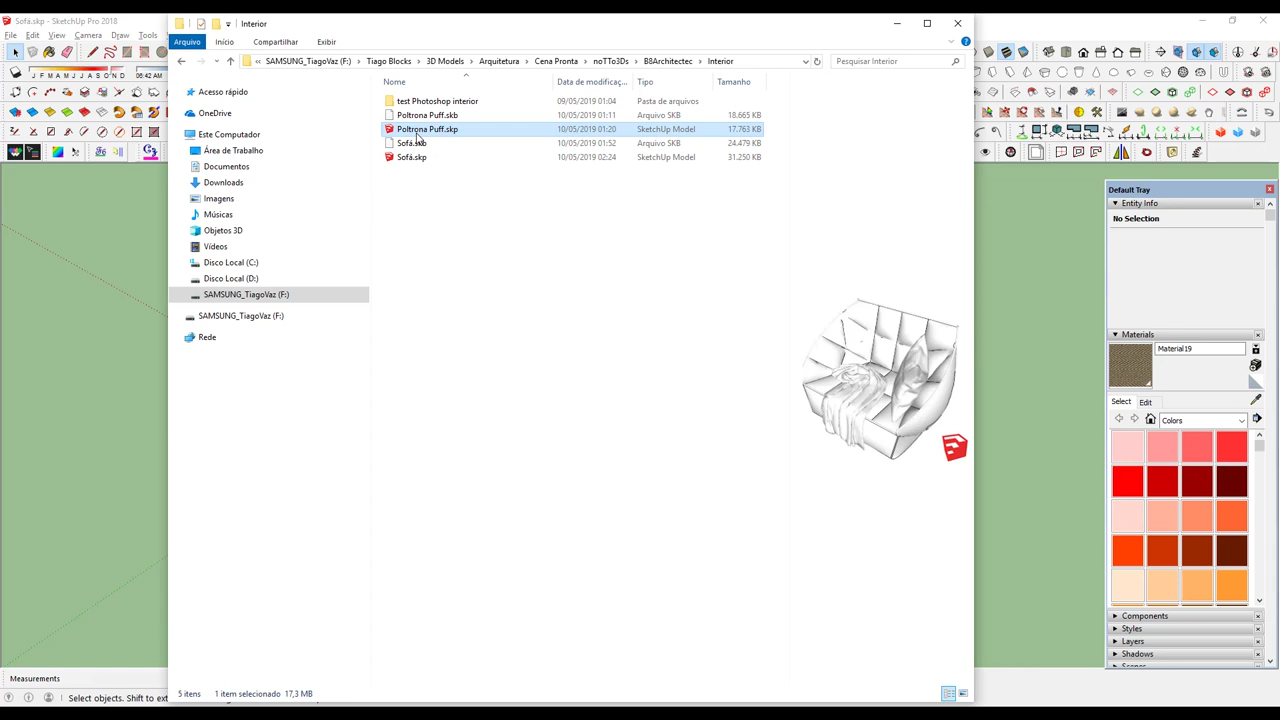 Sofá.skp - SketchUp Pro 2018
File Edit View Camera Draw Tools
J F M A M J J A S O N D 06:42 AM
Interior
Arquivo Início Compartilhar Exibir
« SAMSUNG_TiagoVaz (F:) › Tiago Blocks › 3D Models › Arquitetura › Cena Pronta › noTTo3Ds › B8Architectec › Interior
Pesquisar Interior
Acesso rápido
OneDrive
Este Computador
Área de Trabalho
Documentos
Downloads
Imagens
Músicas
Objetos 3D
Vídeos
Disco Local (C:)
Disco Local (D:)
SAMSUNG_TiagoVaz (F:)
SAMSUNG_TiagoVaz (F:)
Rede
Nome Data de modificaç... Tipo Tamanho
test Photoshop interior 09/05/2019 01:04 Pasta de arquivos
Poltrona Puff.skb 10/05/2019 01:11 Arquivo SKB 18.665 KB
Poltrona Puff.skp 10/05/2019 01:20 SketchUp Model 17.763 KB
Sofá.skb 10/05/2019 01:52 Arquivo SKB 24.479 KB
Sofá.skp 10/05/2019 02:24 SketchUp Model 31.250 KB
5 itens 1 item selecionado 17,3 MB
Default Tray
Entity Info
No Selection
Materials
Material19
Select Edit
Colors
Components
Styles
Layers
Shadows
Measurements
Select objects. Shift to ext